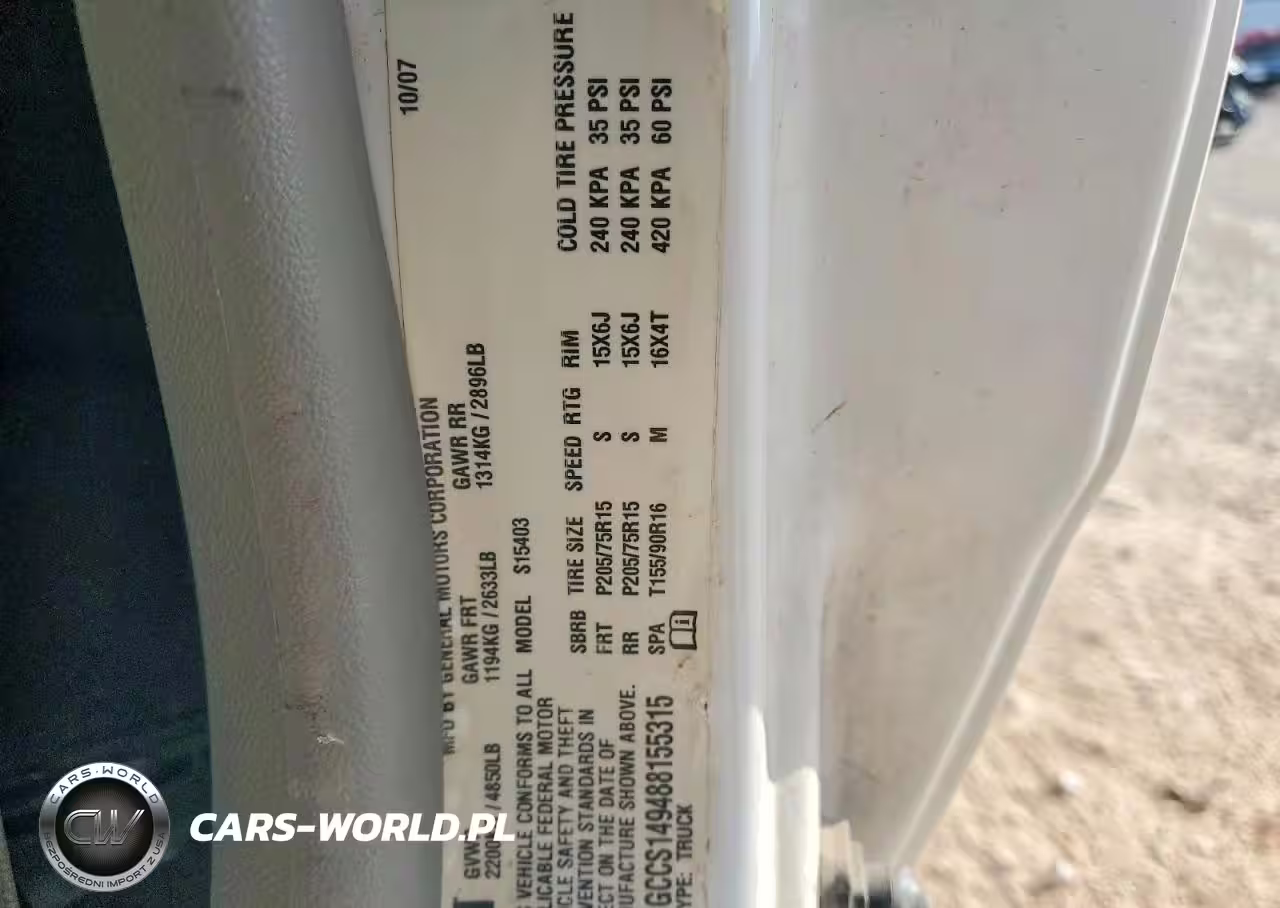 10/07
MFD BY GENERAL MOTORS CORPORATION
GAWR FRT GAWR RR
/4850LB 1194KG/2633LB 1314KG/2896LB
VEHICLE CONFORMS TO ALL MODEL S15403
LICABLE FEDERAL MOTOR
CLE SAFETY AND THEFT
VENTION STANDARDS IN
ECT ON THE DATE OF
UFACTURE SHOWN ABOVE.
GCCS149488155315
YPE: TRUCK
SBRB TIRE SIZE SPEED RTG RIM COLD TIRE PRESSURE
FRT P205/75R15 S 15X6J 240 KPA 35 PSI
RR P205/75R15 S 15X6J 240 KPA 35 PSI
SPA T155/90R16 M 16X4T 420 KPA 60 PSI
CARS-WORLD
CW
BEZPOŚREDNI IMPORT Z USA
CARS-WORLD.PL